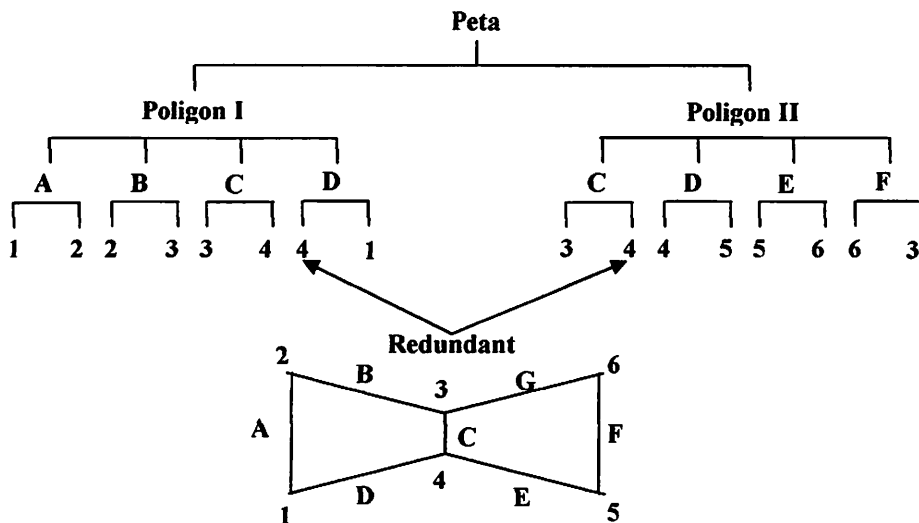 Peta
Poligon I Poligon II
A B C D C D E F
1 2 2 3 3 4 4 1 3 4 4 5 5 6 6 3
Redundant
2 B 3 G 6
A C F
1 D 4 E 5